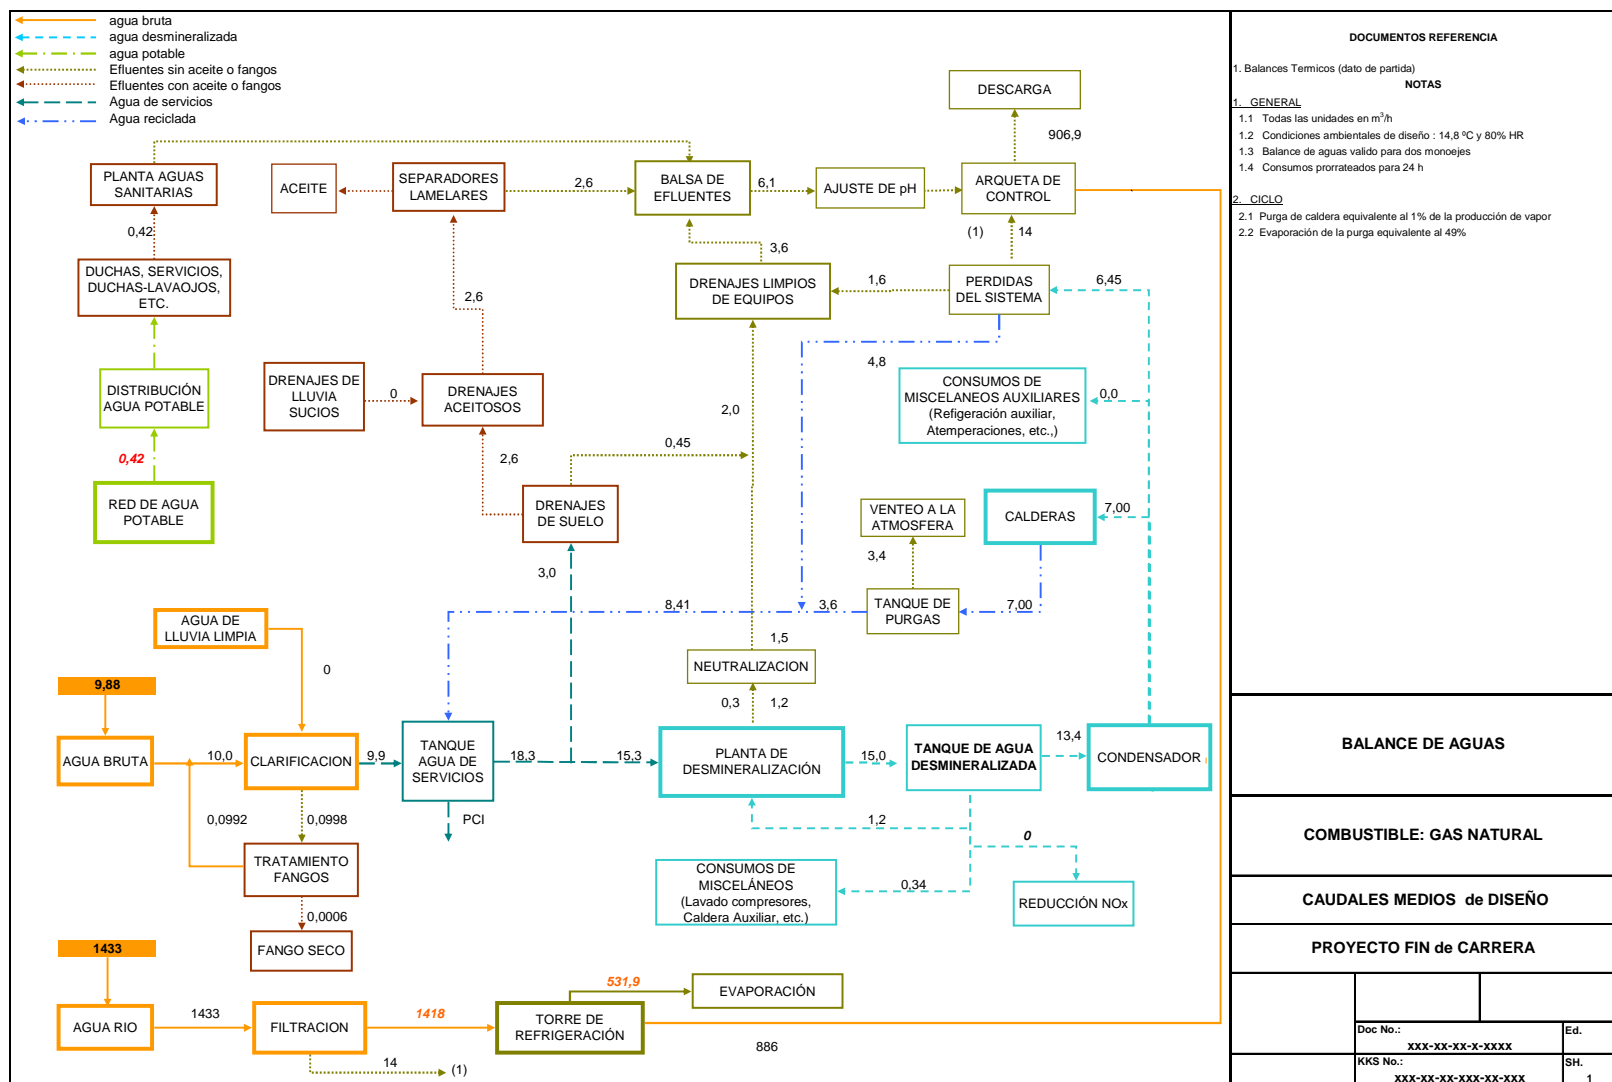 agua bruta
agua desmineralizada
agua potable
Efluentes sin aceite o fangos
Efluentes con aceite o fangos
Agua de servicios
Agua reciclada
DESCARGA
906,9
PLANTA AGUAS
SANITARIAS
ACEITE
SEPARADORES
LAMELARES
2,6
BALSA DE
EFLUENTES
6,1
AJUSTE DE pH
ARQUETA DE
CONTROL
0,42
(1)
14
3,6
DUCHAS, SERVICIOS,
DUCHAS-LAVAOJOS,
ETC.
DRENAJES LIMPIOS
DE EQUIPOS
1,6
PERDIDAS
DEL SISTEMA
6,45
2,6
4,8
DISTRIBUCIÓN
AGUA POTABLE
DRENAJES DE
LLUVIA
SUCIOS
0
DRENAJES
ACEITOSOS
2,0
CONSUMOS DE
MISCELANEOS AUXILIARES
(Refigeración auxiliar,
Atemperaciones, etc.,)
0,0
0,42
2,6
0,45
RED DE AGUA
POTABLE
DRENAJES
DE SUELO
VENTEO A LA
ATMOSFERA
CALDERAS
7,00
3,4
3,0
8,41
3,6
TANQUE DE
PURGAS
7,00
AGUA DE
LLUVIA LIMPIA
0
1,5
NEUTRALIZACION
9,88
0,3
1,2
AGUA BRUTA
10,0
CLARIFICACION
9,9
TANQUE
AGUA DE
SERVICIOS
18,3
15,3
PLANTA DE
DESMINERALIZACIÓN
15,0
TANQUE DE AGUA
DESMINERALIZADA
13,4
CONDENSADOR
0,0992
0,0998
PCI
1,2
0
TRATAMIENTO
FANGOS
CONSUMOS DE
MISCELÁNEOS
(Lavado compresores,
Caldera Auxiliar, etc.)
0,34
REDUCCIÓN NOx
0,0006
FANGO SECO
1433
531,9
EVAPORACIÓN
AGUA RIO
1433
FILTRACION
1418
TORRE DE
REFRIGERACIÓN
886
14
(1)
DOCUMENTOS REFERENCIA
1. Balances Termicos (dato de partida)
NOTAS
1. GENERAL
1.1 Todas las unidades en m³/h
1.2 Condiciones ambientales de diseño : 14,8 ºC y 80% HR
1.3 Balance de aguas valido para dos monoejes
1.4 Consumos prorrateados para 24 h
2. CICLO
2.1 Purga de caldera equivalente al 1% de la producción de vapor
2.2 Evaporación de la purga equivalente al 49%
BALANCE DE AGUAS
COMBUSTIBLE: GAS NATURAL
CAUDALES MEDIOS de DISEÑO
PROYECTO FIN de CARRERA
Doc No.:
xxx-xx-xx-x-xxxx
Ed.
KKS No.:
xxx-xx-xx-xxx-xx-xxx
SH.
1